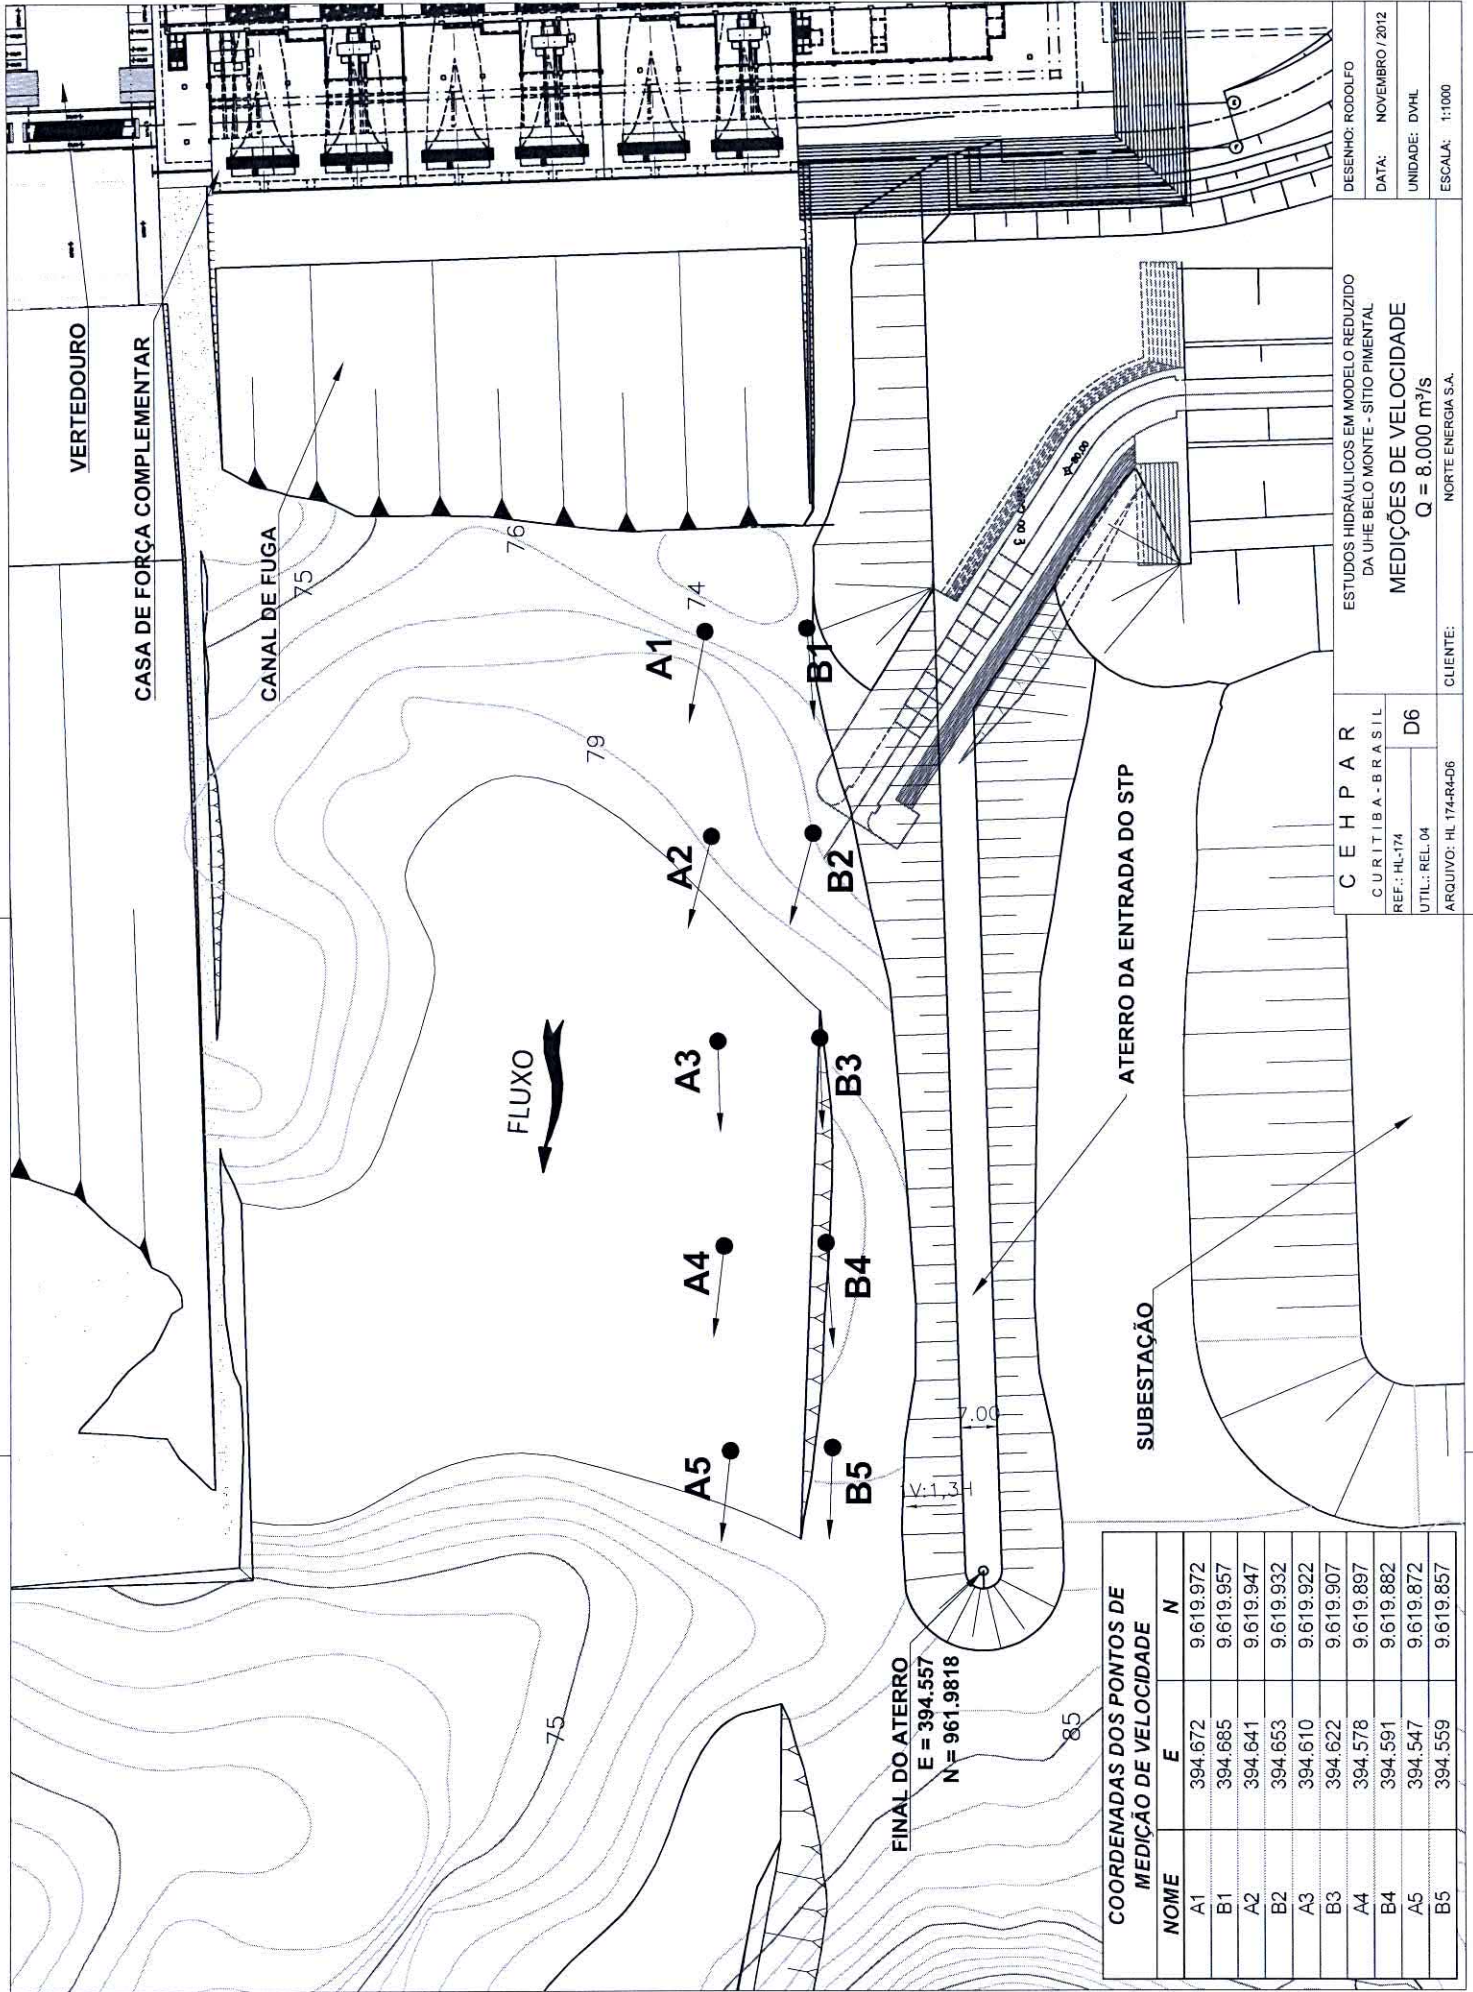 VERTEDOURO
CASA DE FORÇA COMPLEMENTAR
CANAL DE FUGA
75
76
74
79
A1
B1
A2
B2
FLUXO
A3
B3
A4
B4
A5
B5
ATERRO DA ENTRADA DO STP
SUBESTAÇÃO
7.00
V:1,3H
75
85
FINAL DO ATERRO
E = 394.557
N = 961.9818
COORDENADAS DOS PONTOS DE
MEDIÇÃO DE VELOCIDADE
NOME E N
A1 394.672 9.619.972
B1 394.685 9.619.957
A2 394.641 9.619.947
B2 394.653 9.619.932
A3 394.610 9.619.922
B3 394.622 9.619.907
A4 394.578 9.619.897
B4 394.591 9.619.882
A5 394.547 9.619.872
B5 394.559 9.619.857
CEHPAR
CURITIBA - BRASIL
REF.: HL-174
UTIL.: REL. 04
D6
ARQUIVO: HL 174-R4-D6
ESTUDOS HIDRÁULICOS EM MODELO REDUZIDO
DA UHE BELO MONTE - SÍTIO PIMENTAL
MEDIÇÕES DE VELOCIDADE
Q = 8.000 m³/s
CLIENTE: NORTE ENERGIA S.A.
DESENHO: RODOLFO
DATA: NOVEMBRO / 2012
UNIDADE: DVHL
ESCALA: 1:1000